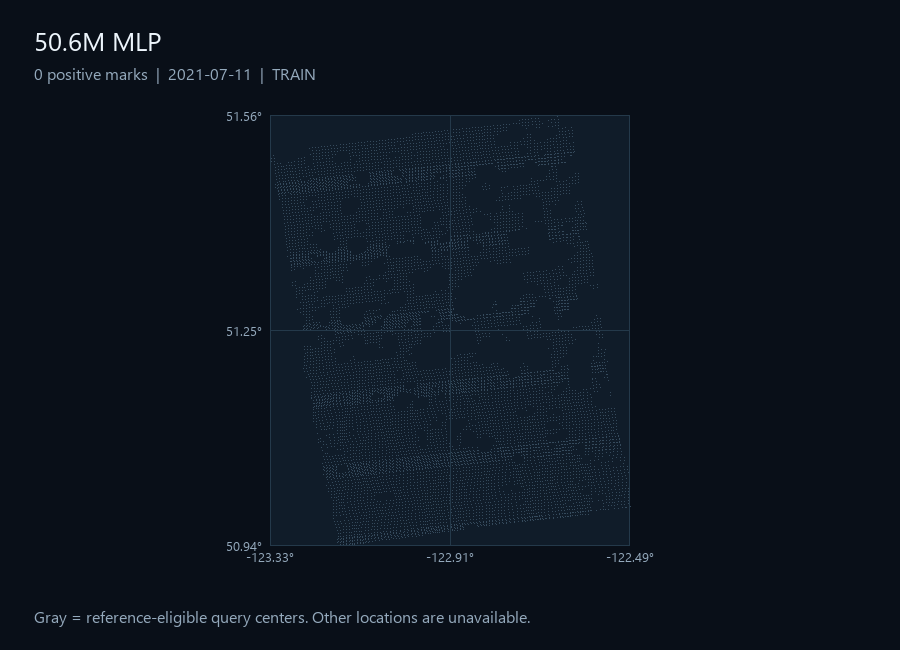 50.6M MLP
0 positive marks | 2021-07-11 | TRAIN
51.56°
51.25°
50.94°
-123.33°
-122.91°
-122.49°
Gray = reference-eligible query centers. Other locations are unavailable.